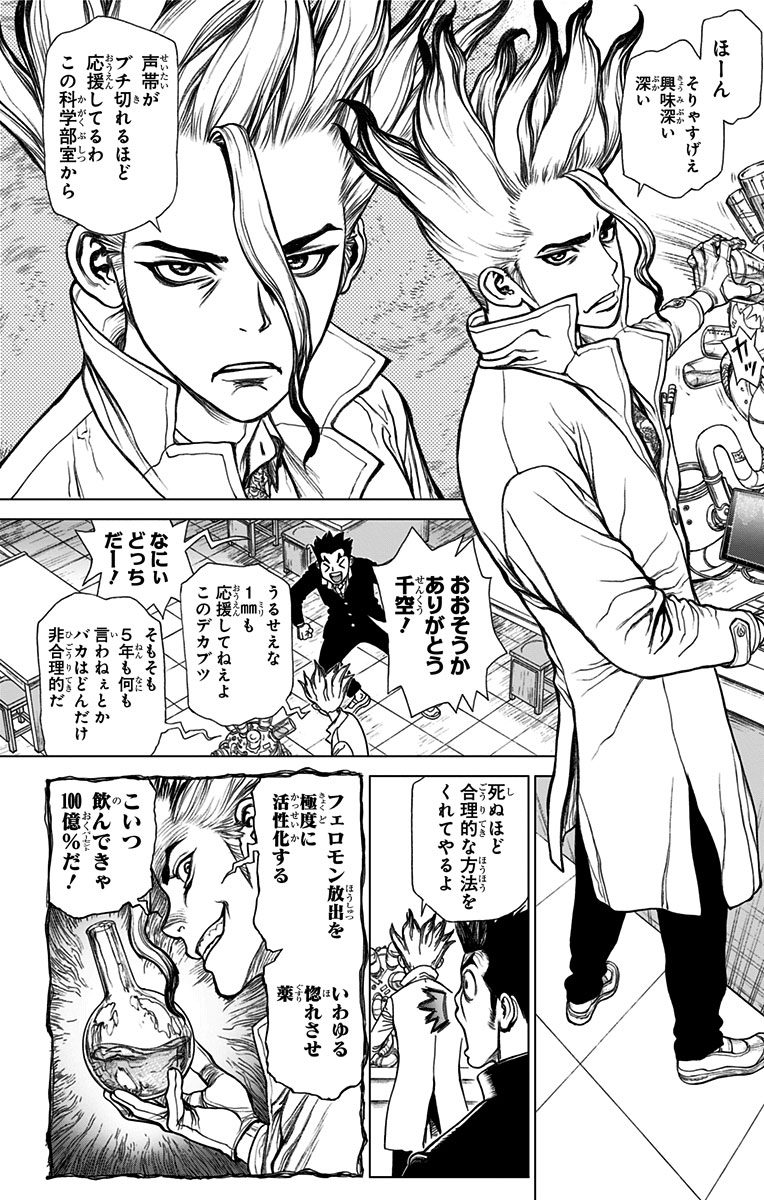 ほーん
そりゃすげえ
興味深い
深い
声帯が
ブチ切れるほど
応援してるわ
この科学部室から
カッ
おおそうか
ありがとう
千空！
うるせえな
1mmも
応援してねえよ
このデカブツ
なにぃ
どっち
だー！
そもそも
5年も何も
言わねぇとか
バカはどんだけ
非合理的だ
死ぬほど
合理的な方法を
くれてやるよ
フェロモン放出を
極度に
活性化する
いわゆる
惚れさせ
薬
こいつ
飲んできゃ
100億％だ！